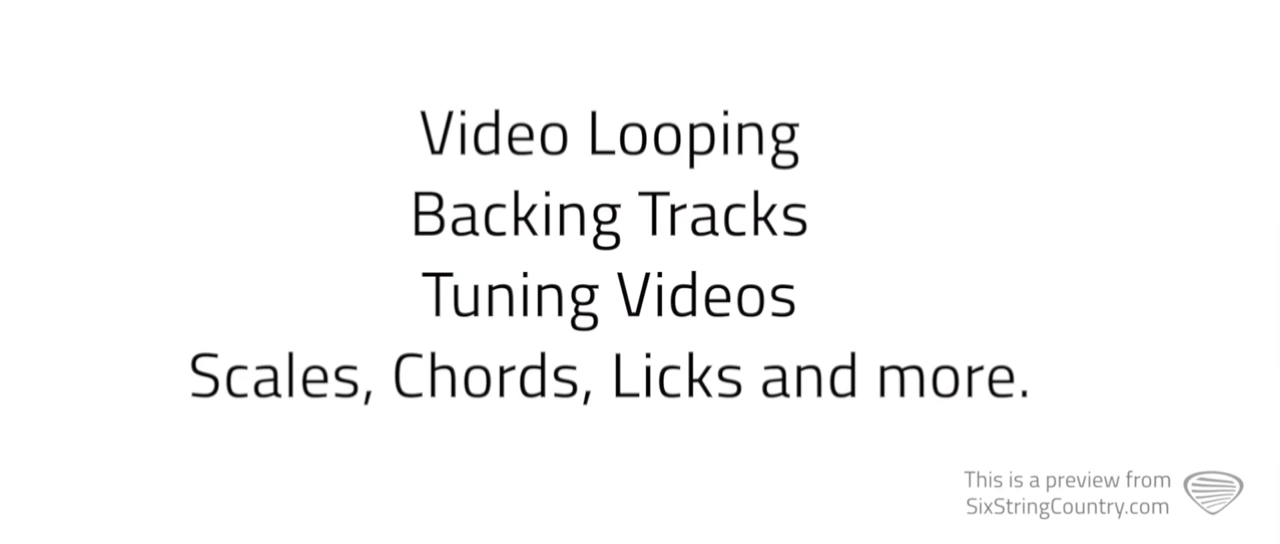 Video Looping
Backing Tracks
Tuning Videos
Scales, Chords, Licks and more.
This is a preview from
SixStringCountry.com